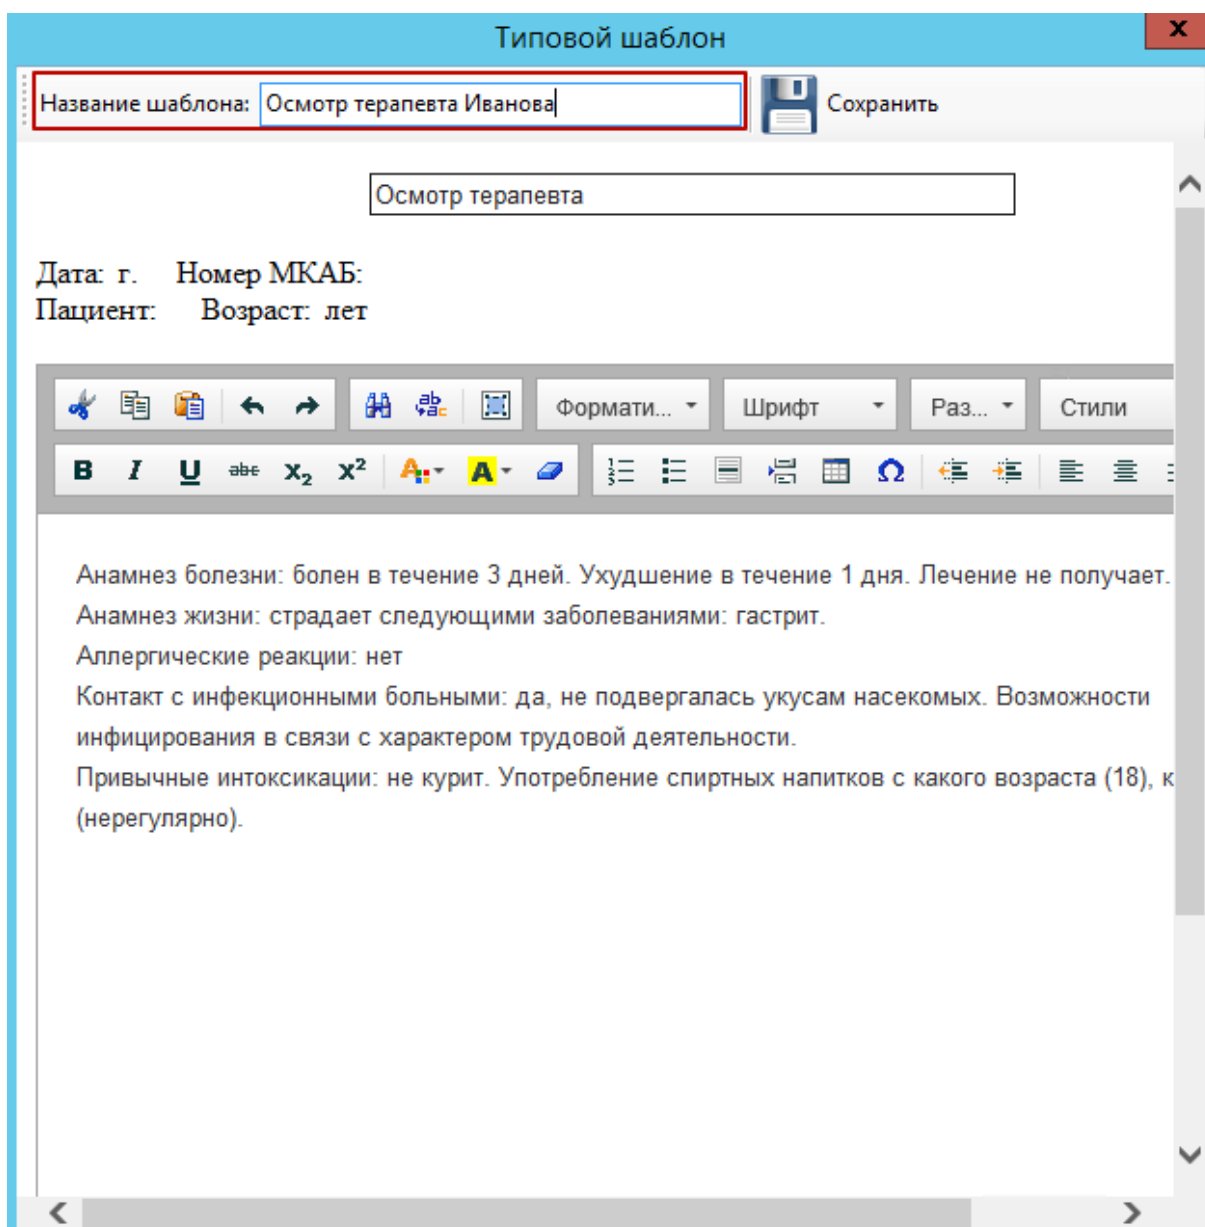 Типовой шаблон
x
Название шаблона: Осмотр терапевта Иванова
Сохранить
Осмотр терапевта
Дата: г. Номер МКАБ:
Пациент: Возраст: лет
Формати... Шрифт Раз... Стили
B I U abc X₂ X² A A Ω
Анамнез болезни: болен в течение 3 дней. Ухудшение в течение 1 дня. Лечение не получает.
Анамнез жизни: страдает следующими заболеваниями: гастрит.
Аллергические реакции: нет
Контакт с инфекционными больными: да, не подвергалась укусам насекомых. Возможности
инфицирования в связи с характером трудовой деятельности.
Привычные интоксикации: не курит. Употребление спиртных напитков с какого возраста (18), к
(нерегулярно).